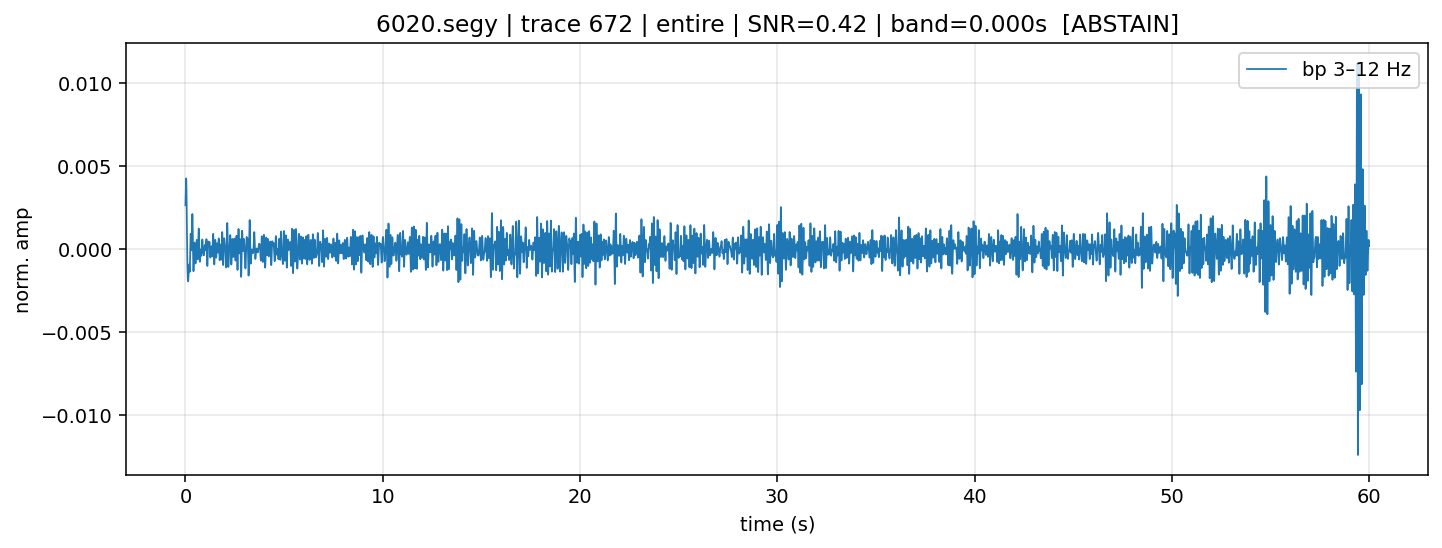 6020.segy | trace 672 | entire | SNR=0.42 | band=0.000s  [ABSTAIN]
bp 3–12 Hz
norm. amp
0.010
0.005
0.000
−0.005
−0.010
0 10 20 30 40 50 60
time (s)